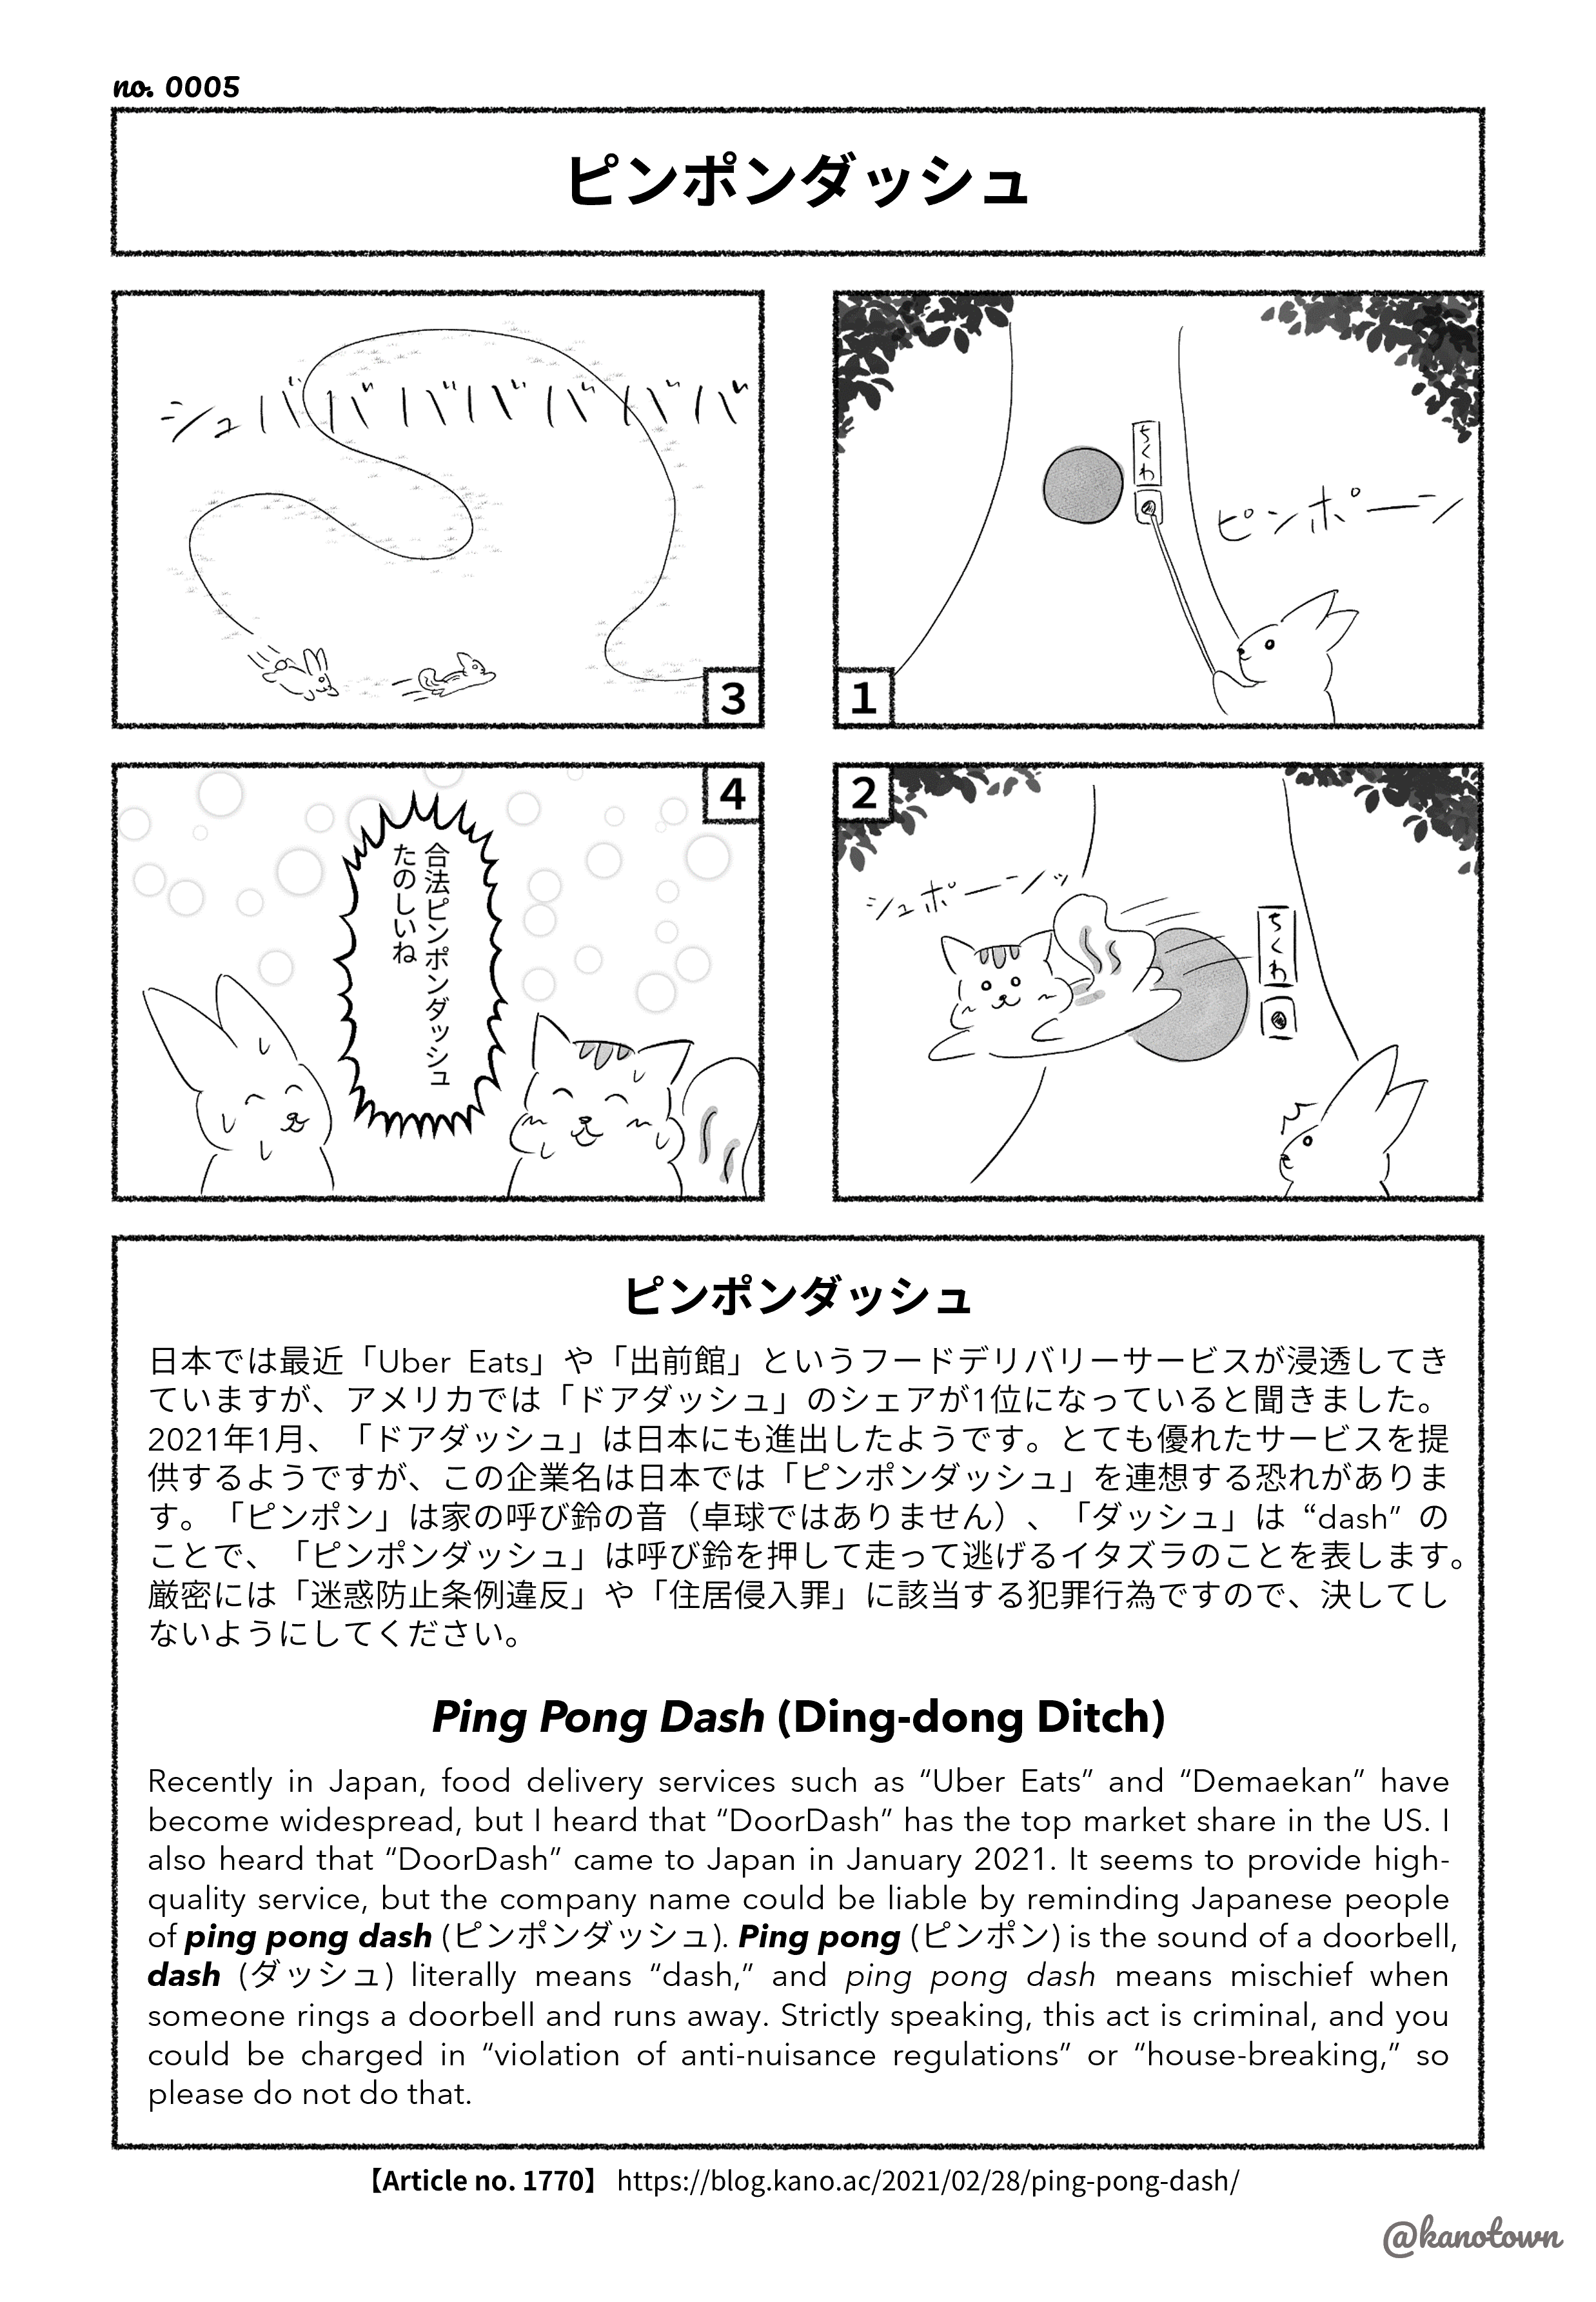 no. 0005
ピンポンダッシュ
ちくわ
ピンポーン
1
2
シュポーンッ
ちくわ
シュババババババババ
3
4
合法ピンポンダッシュ
たのしいね
ピンポンダッシュ
日本では最近「Uber Eats」や「出前館」というフードデリバリーサービスが浸透してき
ていますが、アメリカでは「ドアダッシュ」のシェアが1位になっていると聞きました。
2021年1月、「ドアダッシュ」は日本にも進出したようです。とても優れたサービスを提
供するようですが、この企業名は日本では「ピンポンダッシュ」を連想する恐れがありま
す。「ピンポン」は家の呼び鈴の音（卓球ではありません）、「ダッシュ」は “dash” の
ことで、「ピンポンダッシュ」は呼び鈴を押して走って逃げるイタズラのことを表します。
厳密には「迷惑防止条例違反」や「住居侵入罪」に該当する犯罪行為ですので、決してし
ないようにしてください。
Ping Pong Dash (Ding-dong Ditch)
Recently in Japan, food delivery services such as “Uber Eats” and “Demaekan” have
become widespread, but I heard that “DoorDash” has the top market share in the US. I
also heard that “DoorDash” came to Japan in January 2021. It seems to provide high-
quality service, but the company name could be liable by reminding Japanese people
of ping pong dash (ピンポンダッシュ). Ping pong (ピンポン) is the sound of a doorbell,
dash (ダッシュ) literally means “dash,” and ping pong dash means mischief when
someone rings a doorbell and runs away. Strictly speaking, this act is criminal, and you
could be charged in “violation of anti-nuisance regulations” or “house-breaking,” so
please do not do that.
【Article no. 1770】 https://blog.kano.ac/2021/02/28/ping-pong-dash/
@kanotown